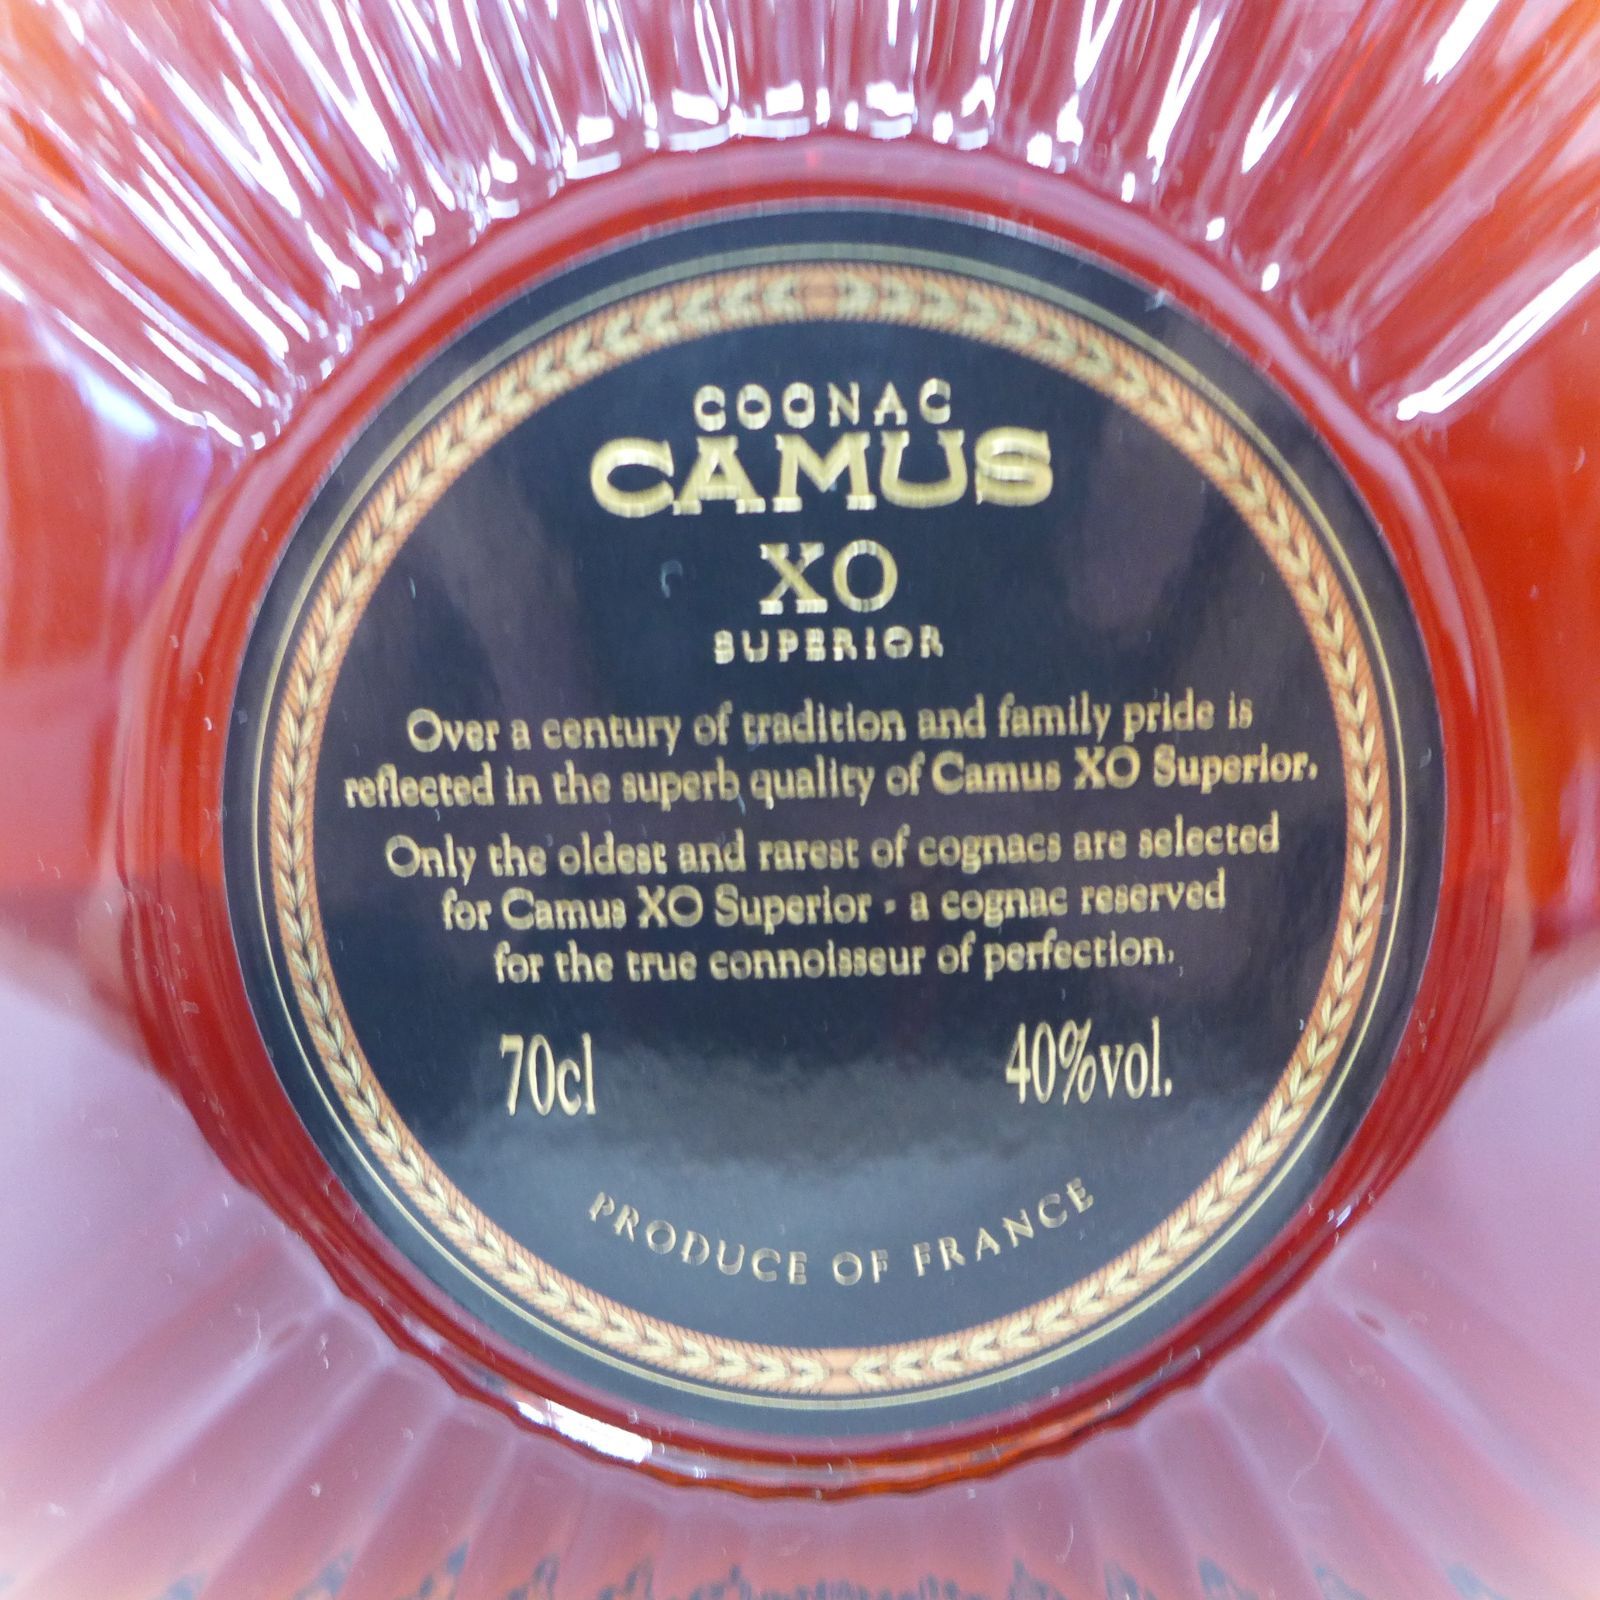 COGNAC
CAMUS
XO
SUPERIOR
Over a century of tradition and family pride is
reflected in the superb quality of Camus XO Superior.
Only the oldest and rarest of cognacs are selected
for Camus XO Superior - a cognac reserved
for the true connoisseur of perfection.
70cl 40%vol.
PRODUCE OF FRANCE